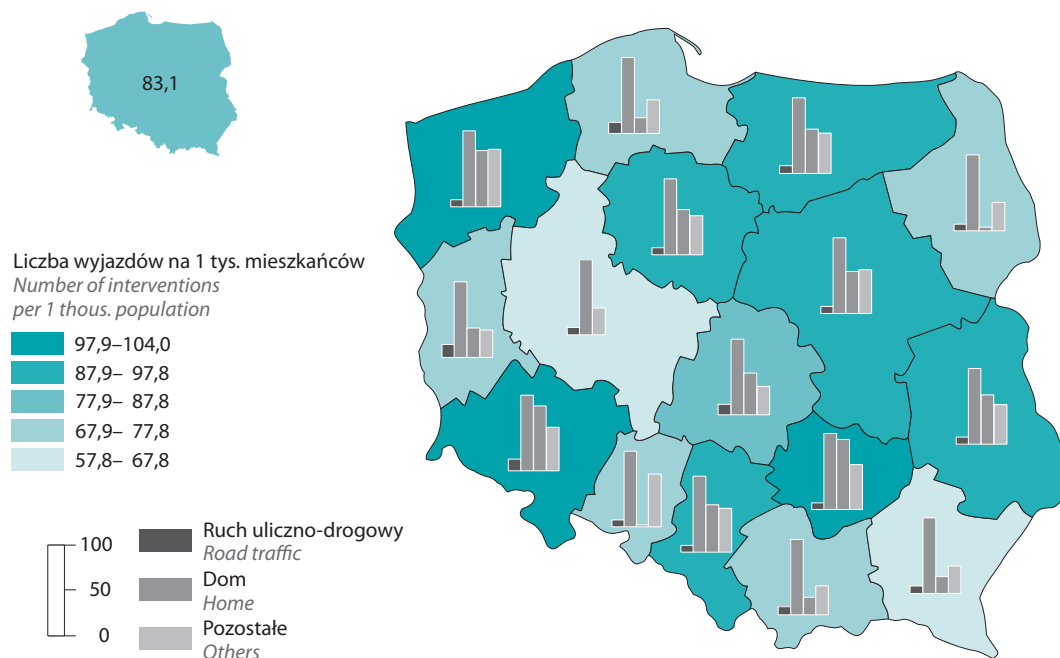 83,1
Liczba wyjazdów na 1 tys. mieszkańców
Number of interventions
per 1 thous. population
97,9–104,0
87,9– 97,8
77,9– 87,8
67,9– 77,8
57,8– 67,8
100
50
0
Ruch uliczno-drogowy
Road traffic
Dom
Home
Pozostałe
Others